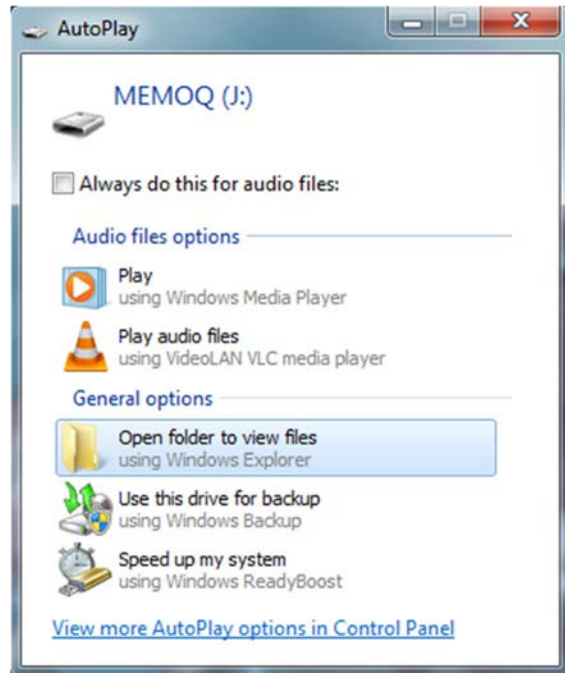 AutoPlay
MEMOQ (J:)
Always do this for audio files:
Audio files options
Play
using Windows Media Player
Play audio files
using VideoLAN VLC media player
General options
Open folder to view files
using Windows Explorer
Use this drive for backup
using Windows Backup
Speed up my system
using Windows ReadyBoost
View more AutoPlay options in Control Panel